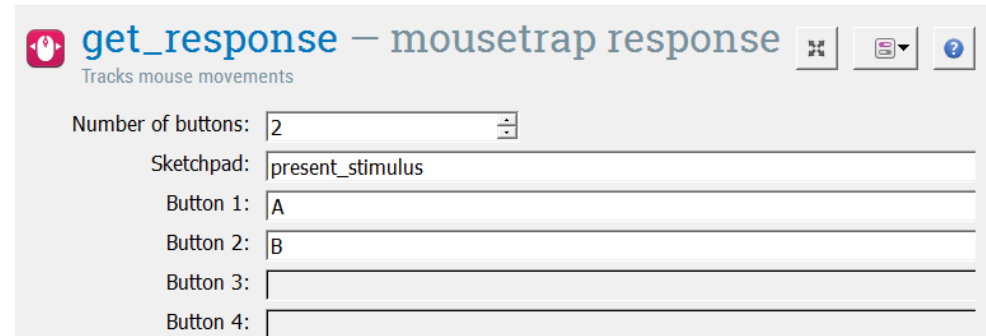 get_response — mousetrap response
Tracks mouse movements
Number of buttons: 2
Sketchpad: present_stimulus
Button 1: A
Button 2: B
Button 3:
Button 4: